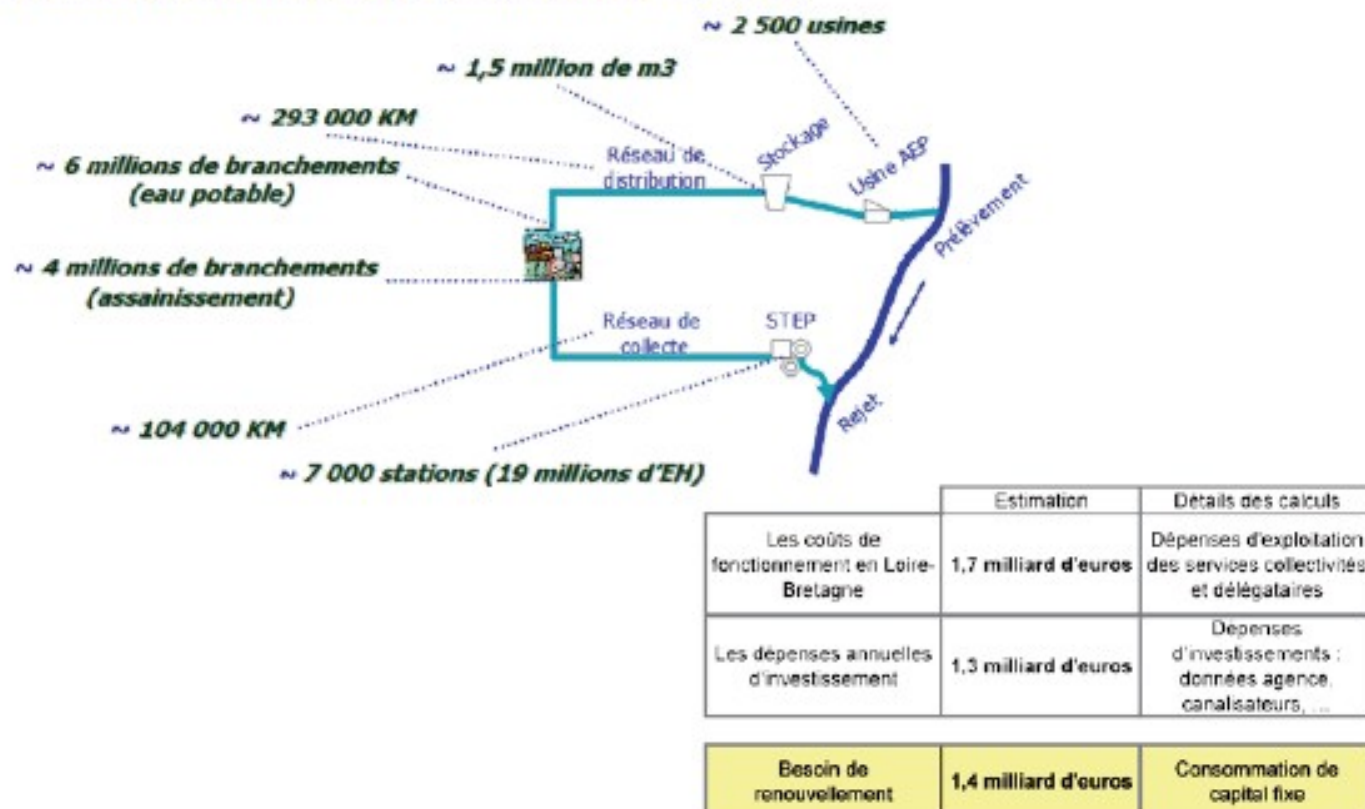 ~ 2 500 usines
~ 1,5 million de m3
~ 293 000 KM
~ 6 millions de branchements
(eau potable)
~ 4 millions de branchements
(assainissement)
Réseau de
distribution
Stockage
Usine AEP
Prélèvement
Réseau de
collecte
STEP
Rejet
~ 104 000 KM
~ 7 000 stations (19 millions d'EH)
Estimation
Détails des calculs
Les coûts de
fonctionnement en Loire-
Bretagne
1,7 milliard d'euros
Dépenses d'exploitation
des services collectivités
et délégataires
Les dépenses annuelles
d'investissement
1,3 milliard d'euros
Depenses
d'investissements :
données agence,
canalisateurs, ...
Besoin de
renouvellement
1,4 milliard d'euros
Consommation de
capital fixe